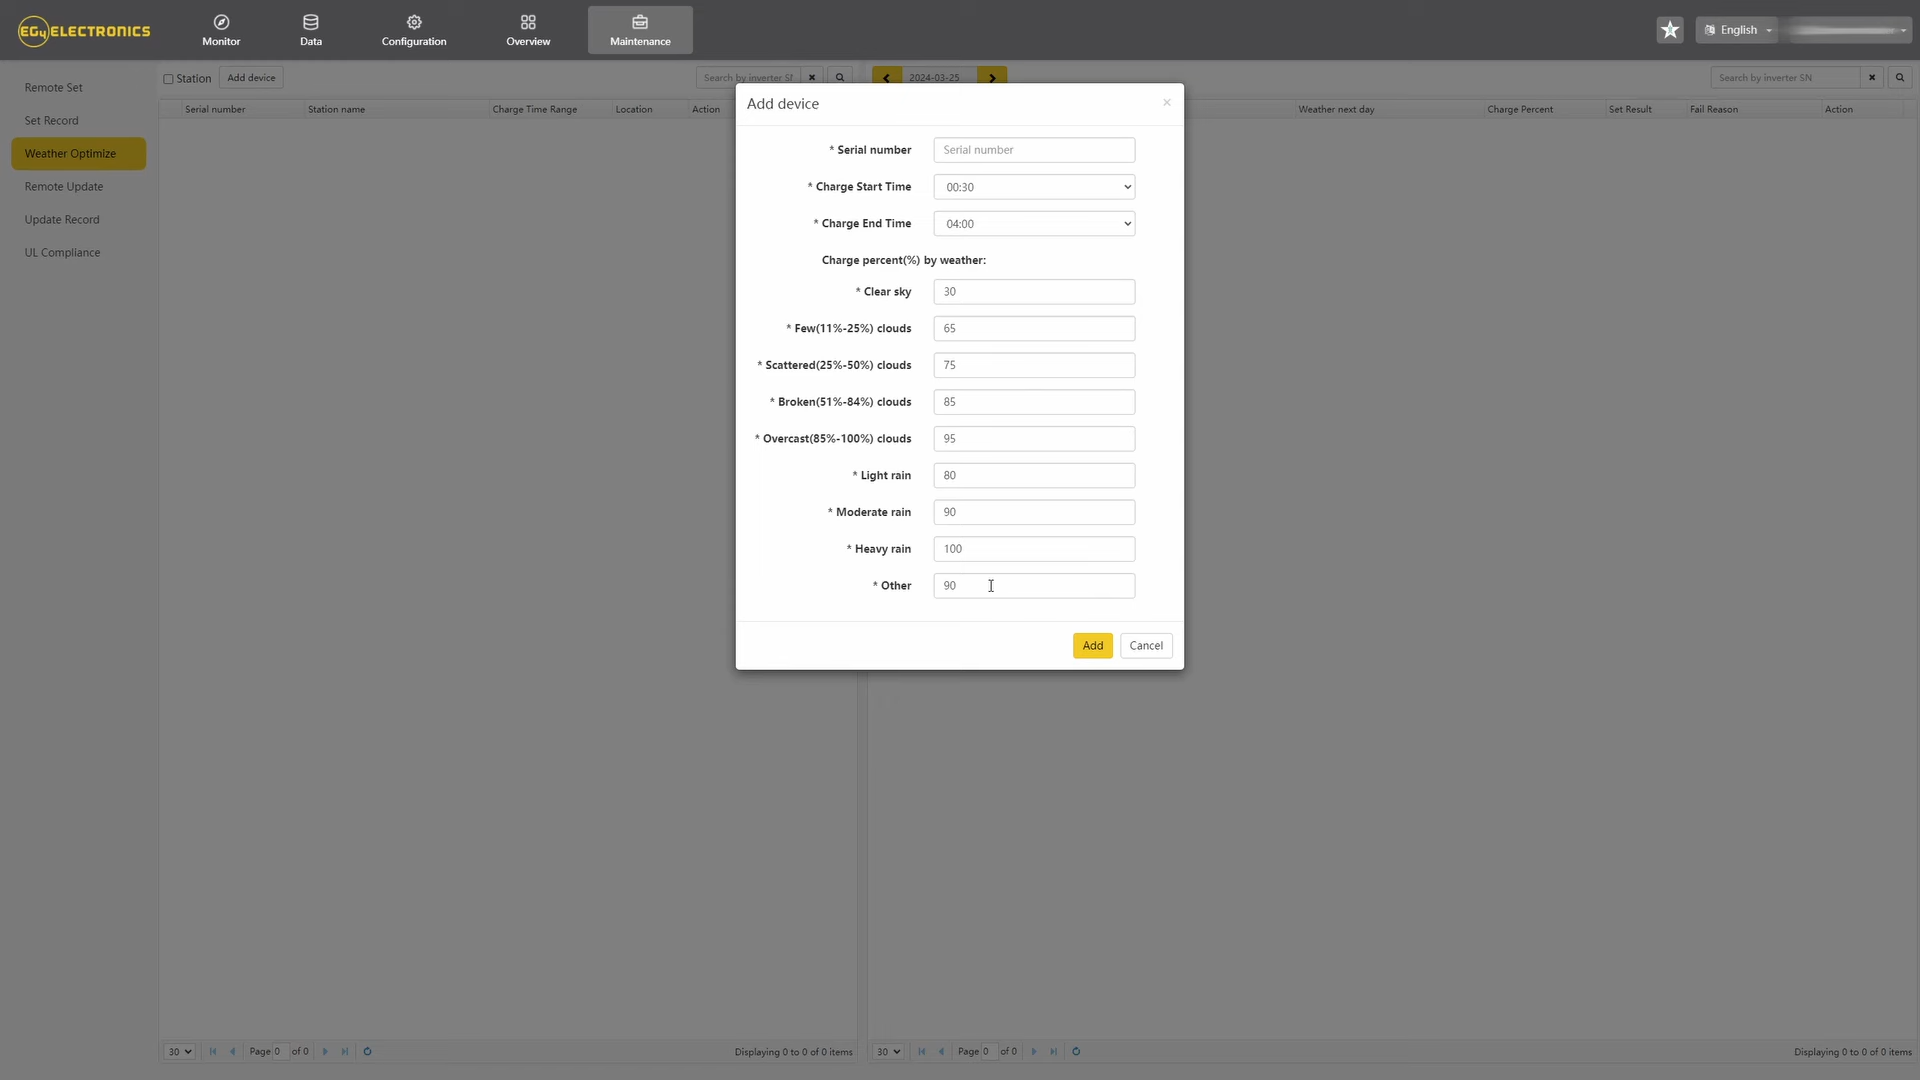 EG4 ELECTRONICS
Monitor
Data
Configuration
Overview
Maintenance
English
Remote Set
Set Record
Weather Optimize
Remote Update
Update Record
UL Compliance
Station
Add device
Search by inverter SN
2024-03-25
Search by inverter SN
Serial number Station name Charge Time Range Location Action
Weather next day Charge Percent Set Result Fail Reason Action
Add device
×
* Serial number Serial number
* Charge Start Time 00:30
* Charge End Time 04:00
Charge percent(%) by weather:
* Clear sky 30
* Few(11%-25%) clouds 65
* Scattered(25%-50%) clouds 75
* Broken(51%-84%) clouds 85
* Overcast(85%-100%) clouds 95
* Light rain 80
* Moderate rain 90
* Heavy rain 100
* Other 90
Add Cancel
30 Page 0 of 0 Displaying 0 to 0 of 0 items
30 Page 0 of 0 Displaying 0 to 0 of 0 items